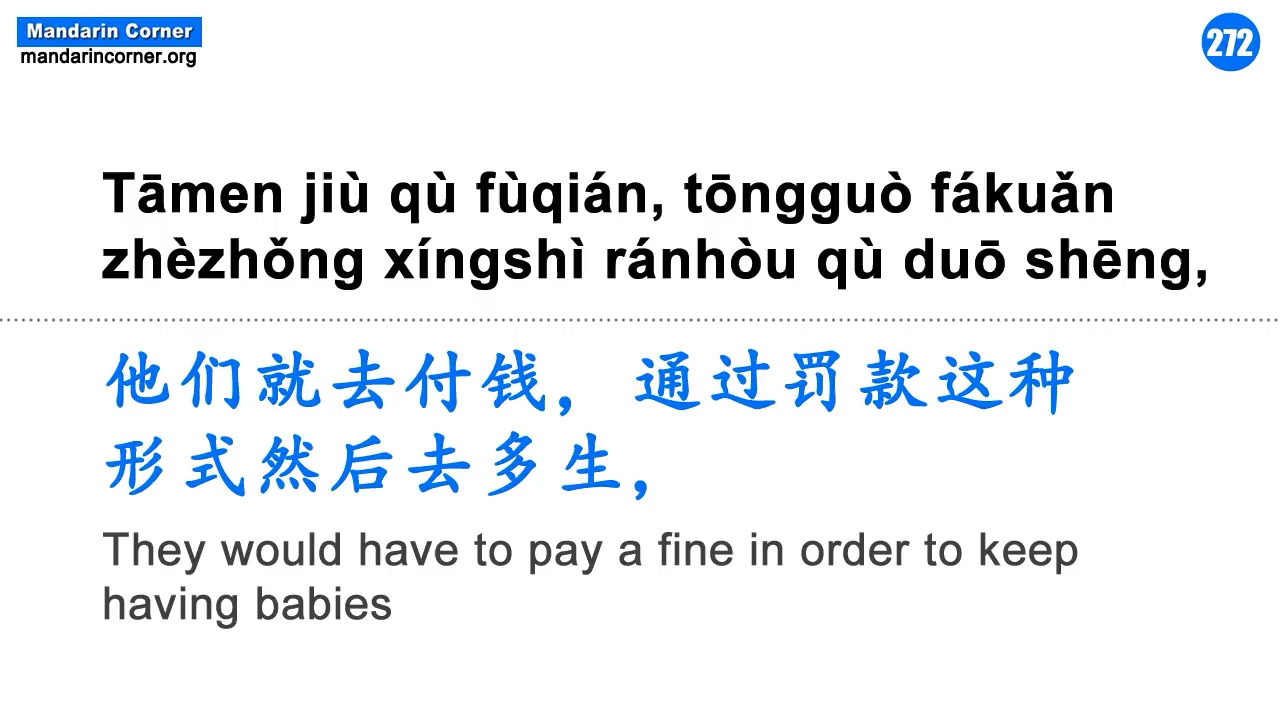 Mandarin Corner
mandarincorner.org
272
Tāmen jiù qù fùqián, tōngguò fákuǎn
zhèzhǒng xíngshì ránhòu qù duō shēng,
他们就去付钱，通过罚款这种
形式然后去多生，
They would have to pay a fine in order to keep
having babies